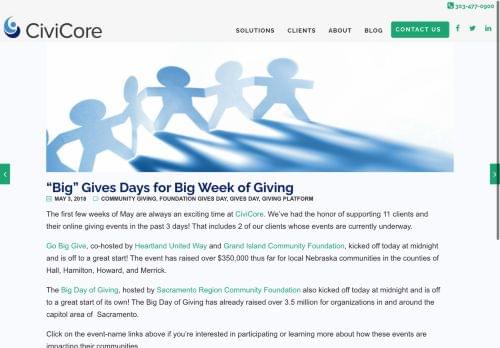 303-477-0900
CiviCore
SOLUTIONS CLIENTS ABOUT BLOG CONTACT US
“Big” Gives Days for Big Week of Giving
MAY 3, 2018 COMMUNITY GIVING, FOUNDATION GIVES DAY, GIVES DAY, GIVING PLATFORM
The first few weeks of May are always an exciting time at CiviCore. We’ve had the honor of supporting 11 clients and
their online giving events in the past 3 days! That includes 2 of our clients whose events are currently underway.
Go Big Give, co-hosted by Heartland United Way and Grand Island Community Foundation, kicked off today at midnight
and is off to a great start! The event has raised over $350,000 thus far for local Nebraska communities in the counties of
Hall, Hamilton, Howard, and Merrick.
The Big Day of Giving, hosted by Sacramento Region Community Foundation also kicked off today at midnight and is off
to a great start of its own! The Big Day of Giving has already raised over 3.5 million for organizations in and around the
capitol area of Sacramento.
Click on the event-name links above if you’re interested in participating or learning more about how these events are
impacting their communities.